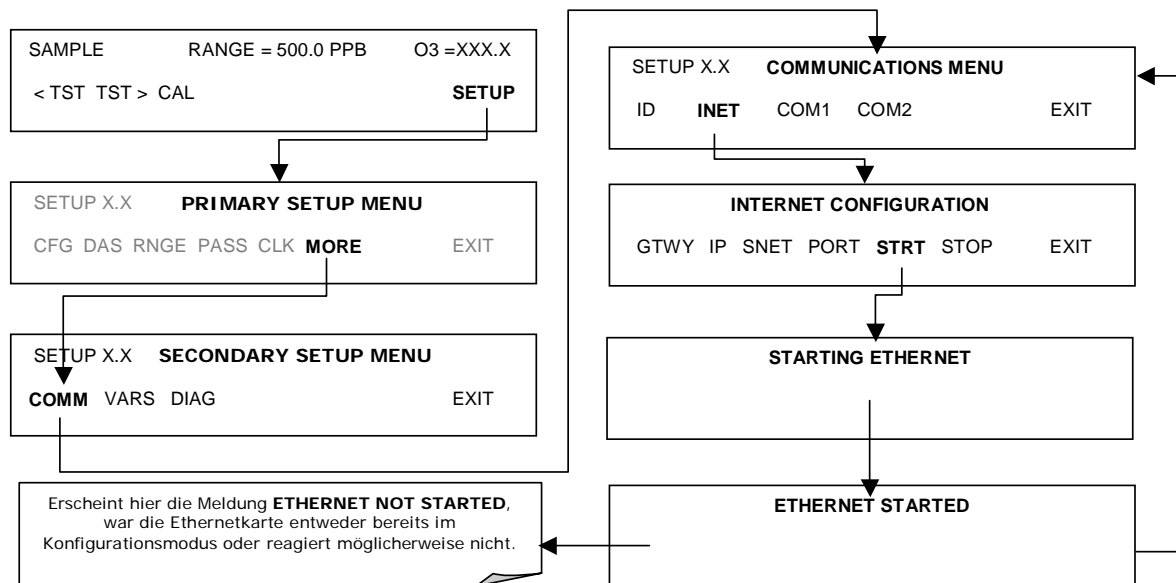 SAMPLE RANGE = 500.0 PPB O3 =XXX.X
< TST TST > CAL SETUP
SETUP X.X PRIMARY SETUP MENU
CFG DAS RNGE PASS CLK MORE EXIT
SETUP X.X SECONDARY SETUP MENU
COMM VARS DIAG EXIT
Erscheint hier die Meldung ETHERNET NOT STARTED,
war die Ethernetkarte entweder bereits im
Konfigurationsmodus oder reagiert möglicherweise nicht.
SETUP X.X COMMUNICATIONS MENU
ID INET COM1 COM2 EXIT
INTERNET CONFIGURATION
GTWY IP SNET PORT STRT STOP EXIT
STARTING ETHERNET
ETHERNET STARTED